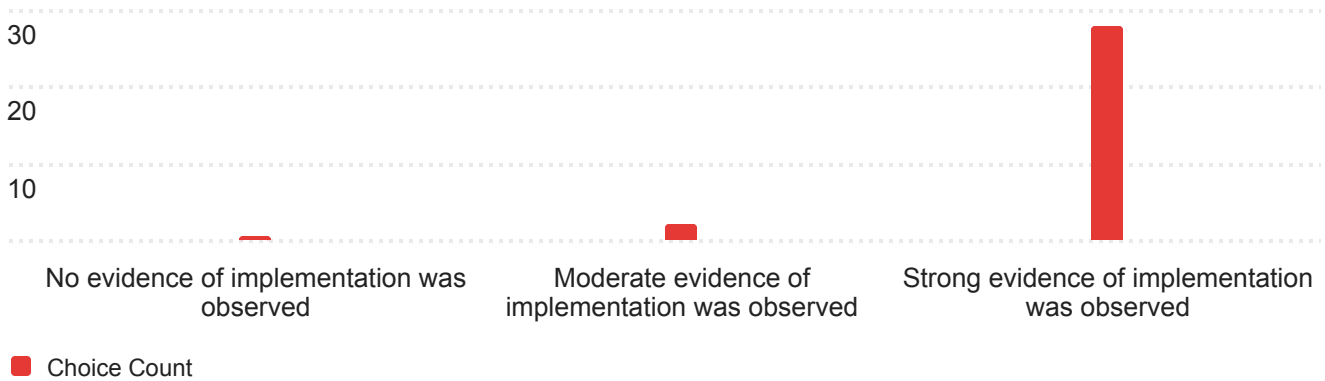 30
20
10
No evidence of implementation was
observed
Moderate evidence of
implementation was observed
Strong evidence of implementation
was observed
Choice Count